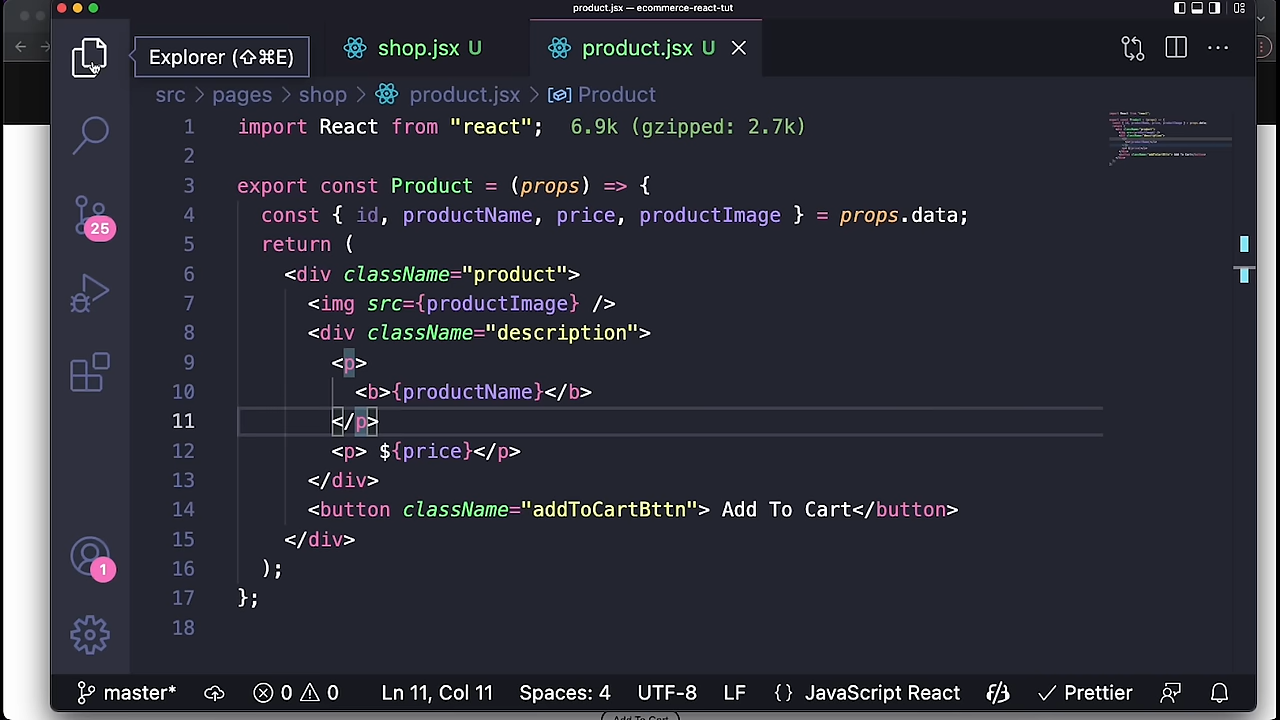 product.jsx — ecommerce-react-tut
Explorer (⇧⌘E)
shop.jsx U
product.jsx U
src > pages > shop > product.jsx > Product
1 import React from "react"; 6.9k (gzipped: 2.7k)
2
3 export const Product = (props) => {
4 const { id, productName, price, productImage } = props.data;
5 return (
6 <div className="product">
7 <img src={productImage} />
8 <div className="description">
9 <p>
10 <b>{productName}</b>
11 </p>
12 <p> ${price}</p>
13 </div>
14 <button className="addToCartBttn"> Add To Cart</button>
15 </div>
16 );
17 };
18
25
1
master* 0 0 Ln 11, Col 11 Spaces: 4 UTF-8 LF {} JavaScript React Prettier
Add To Cart